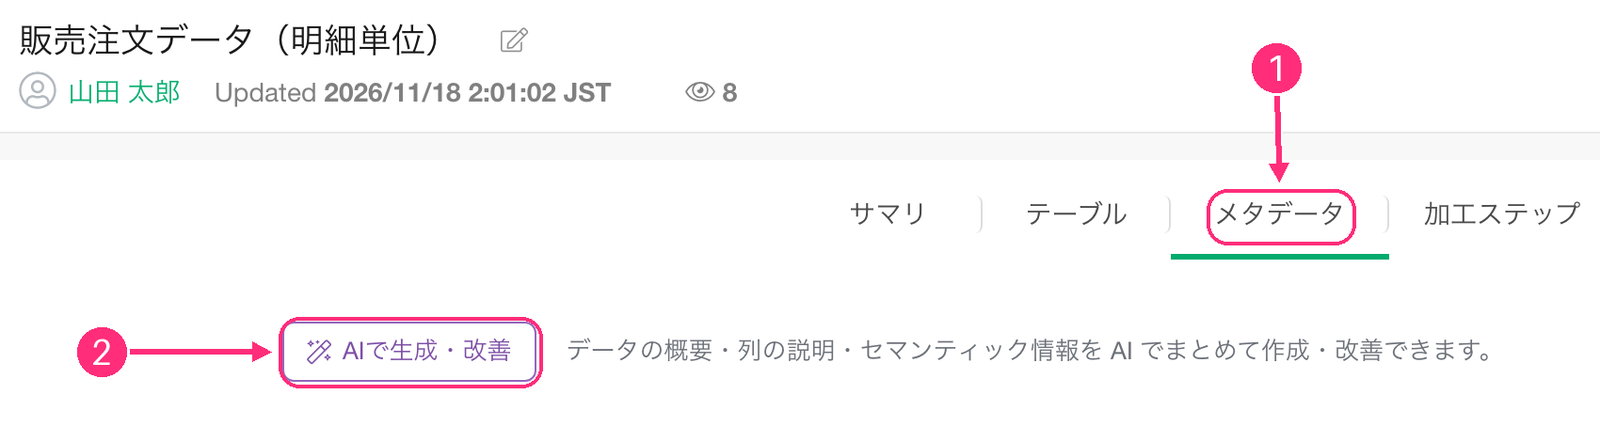 販売注文データ（明細単位）
山田 太郎 Updated 2026/11/18 2:01:02 JST 8
1
サマリ テーブル メタデータ 加工ステップ
2 AIで生成・改善 データの概要・列の説明・セマンティック情報を AI でまとめて作成・改善できます。